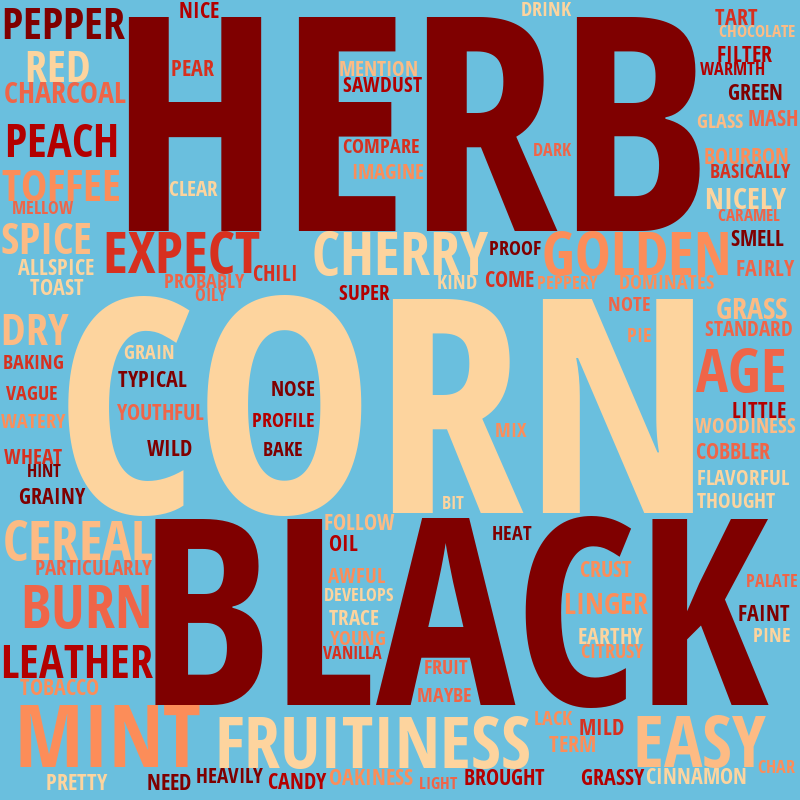 PEPPER
NICE
DRINK
TART
CHOCOLATE
HERB
RED
PEAR
MENTION
SAWDUST
FILTER
WARMTH
CHARCOAL
GREEN
GLASS
MASH
PEACH
COMPARE
DARK
BOURBON
IMAGINE
BASICALLY
TOFFEE
CLEAR
NICELY
MELLOW
CARAMEL
SPICE
EXPECT
CHERRY
PROOF
GOLDEN
SMELL
ALLSPICE
CHILI
FAIRLY
TOAST
PROBABLY
OILY
SUPER
KIND
COME
PEPPERY
DOMINATES
CORN
NOTE
GRASS
DRY
PIE
STANDARD
BAKING
GRAIN
AGE
TYPICAL
NOSE
VAGUE
YOUTHFUL
LITTLE
WATERY
PROFILE
MIX
WOODINESS
WHEAT
WILD
BAKE
COBBLER
HINT
FLAVORFUL
GRAINY
BIT
THOUGHT
CEREAL
FOLLOW
HEAT
BLACK
OIL
PARTICULARLY
AWFUL
CRUST
PALATE
BURN
DEVELOPS
LINGER
FAINT
TRACE
EARTHY
PINE
YOUNG
CITRUSY
LEATHER
VANILLA
FRUIT
TOBACCO
MAYBE
MINT
FRUITINESS
LACK
MILD
EASY
TERM
CHAR
PRETTY
NEED
HEAVILY
CANDY
OAKINESS
LIGHT
BROUGHT
GRASSY
CINNAMON